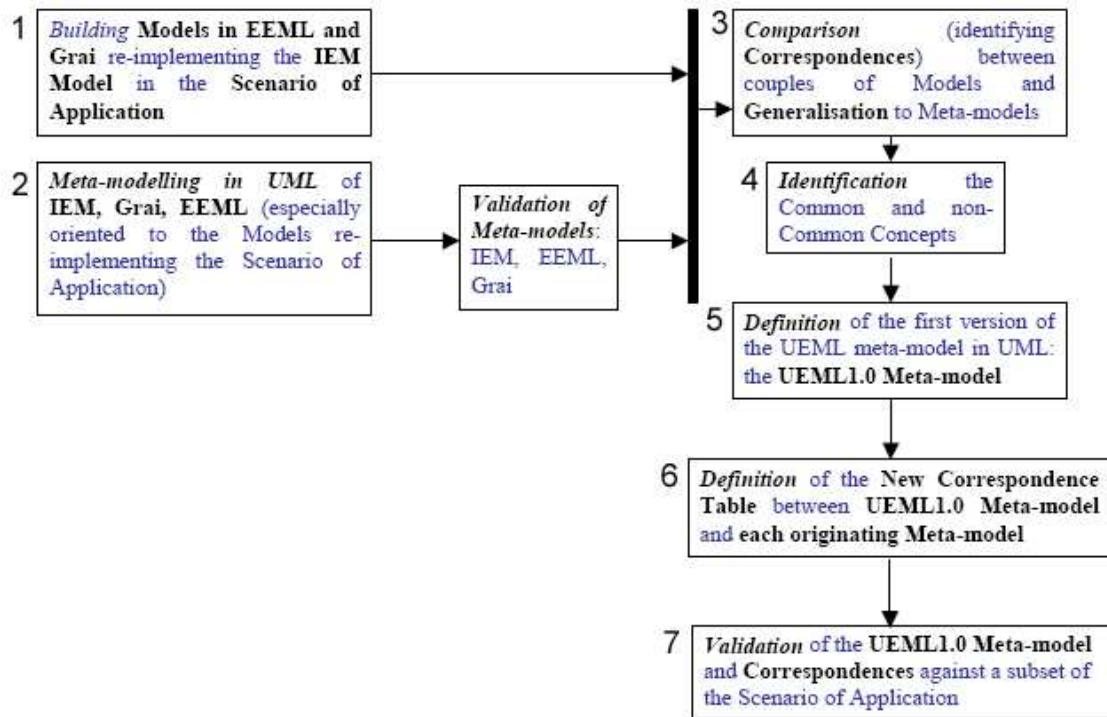 1
Building Models in EEML and
Grai re-implementing the IEM
Model in the Scenario of
Application
2
Meta-modelling in UML of
IEM, Grai, EEML (especially
oriented to the Models re-
implementing the Scenario of
Application)
Validation of
Meta-models:
IEM, EEML,
Grai
3
Comparison (identifying
Correspondences) between
couples of Models and
Generalisation to Meta-models
4
Identification the
Common and non-
Common Concepts
5
Definition of the first version of
the UEML meta-model in UML:
the UEML1.0 Meta-model
6
Definition of the New Correspondence
Table between UEML1.0 Meta-model
and each originating Meta-model
7
Validation of the UEML1.0 Meta-model
and Correspondences against a subset of
the Scenario of Application